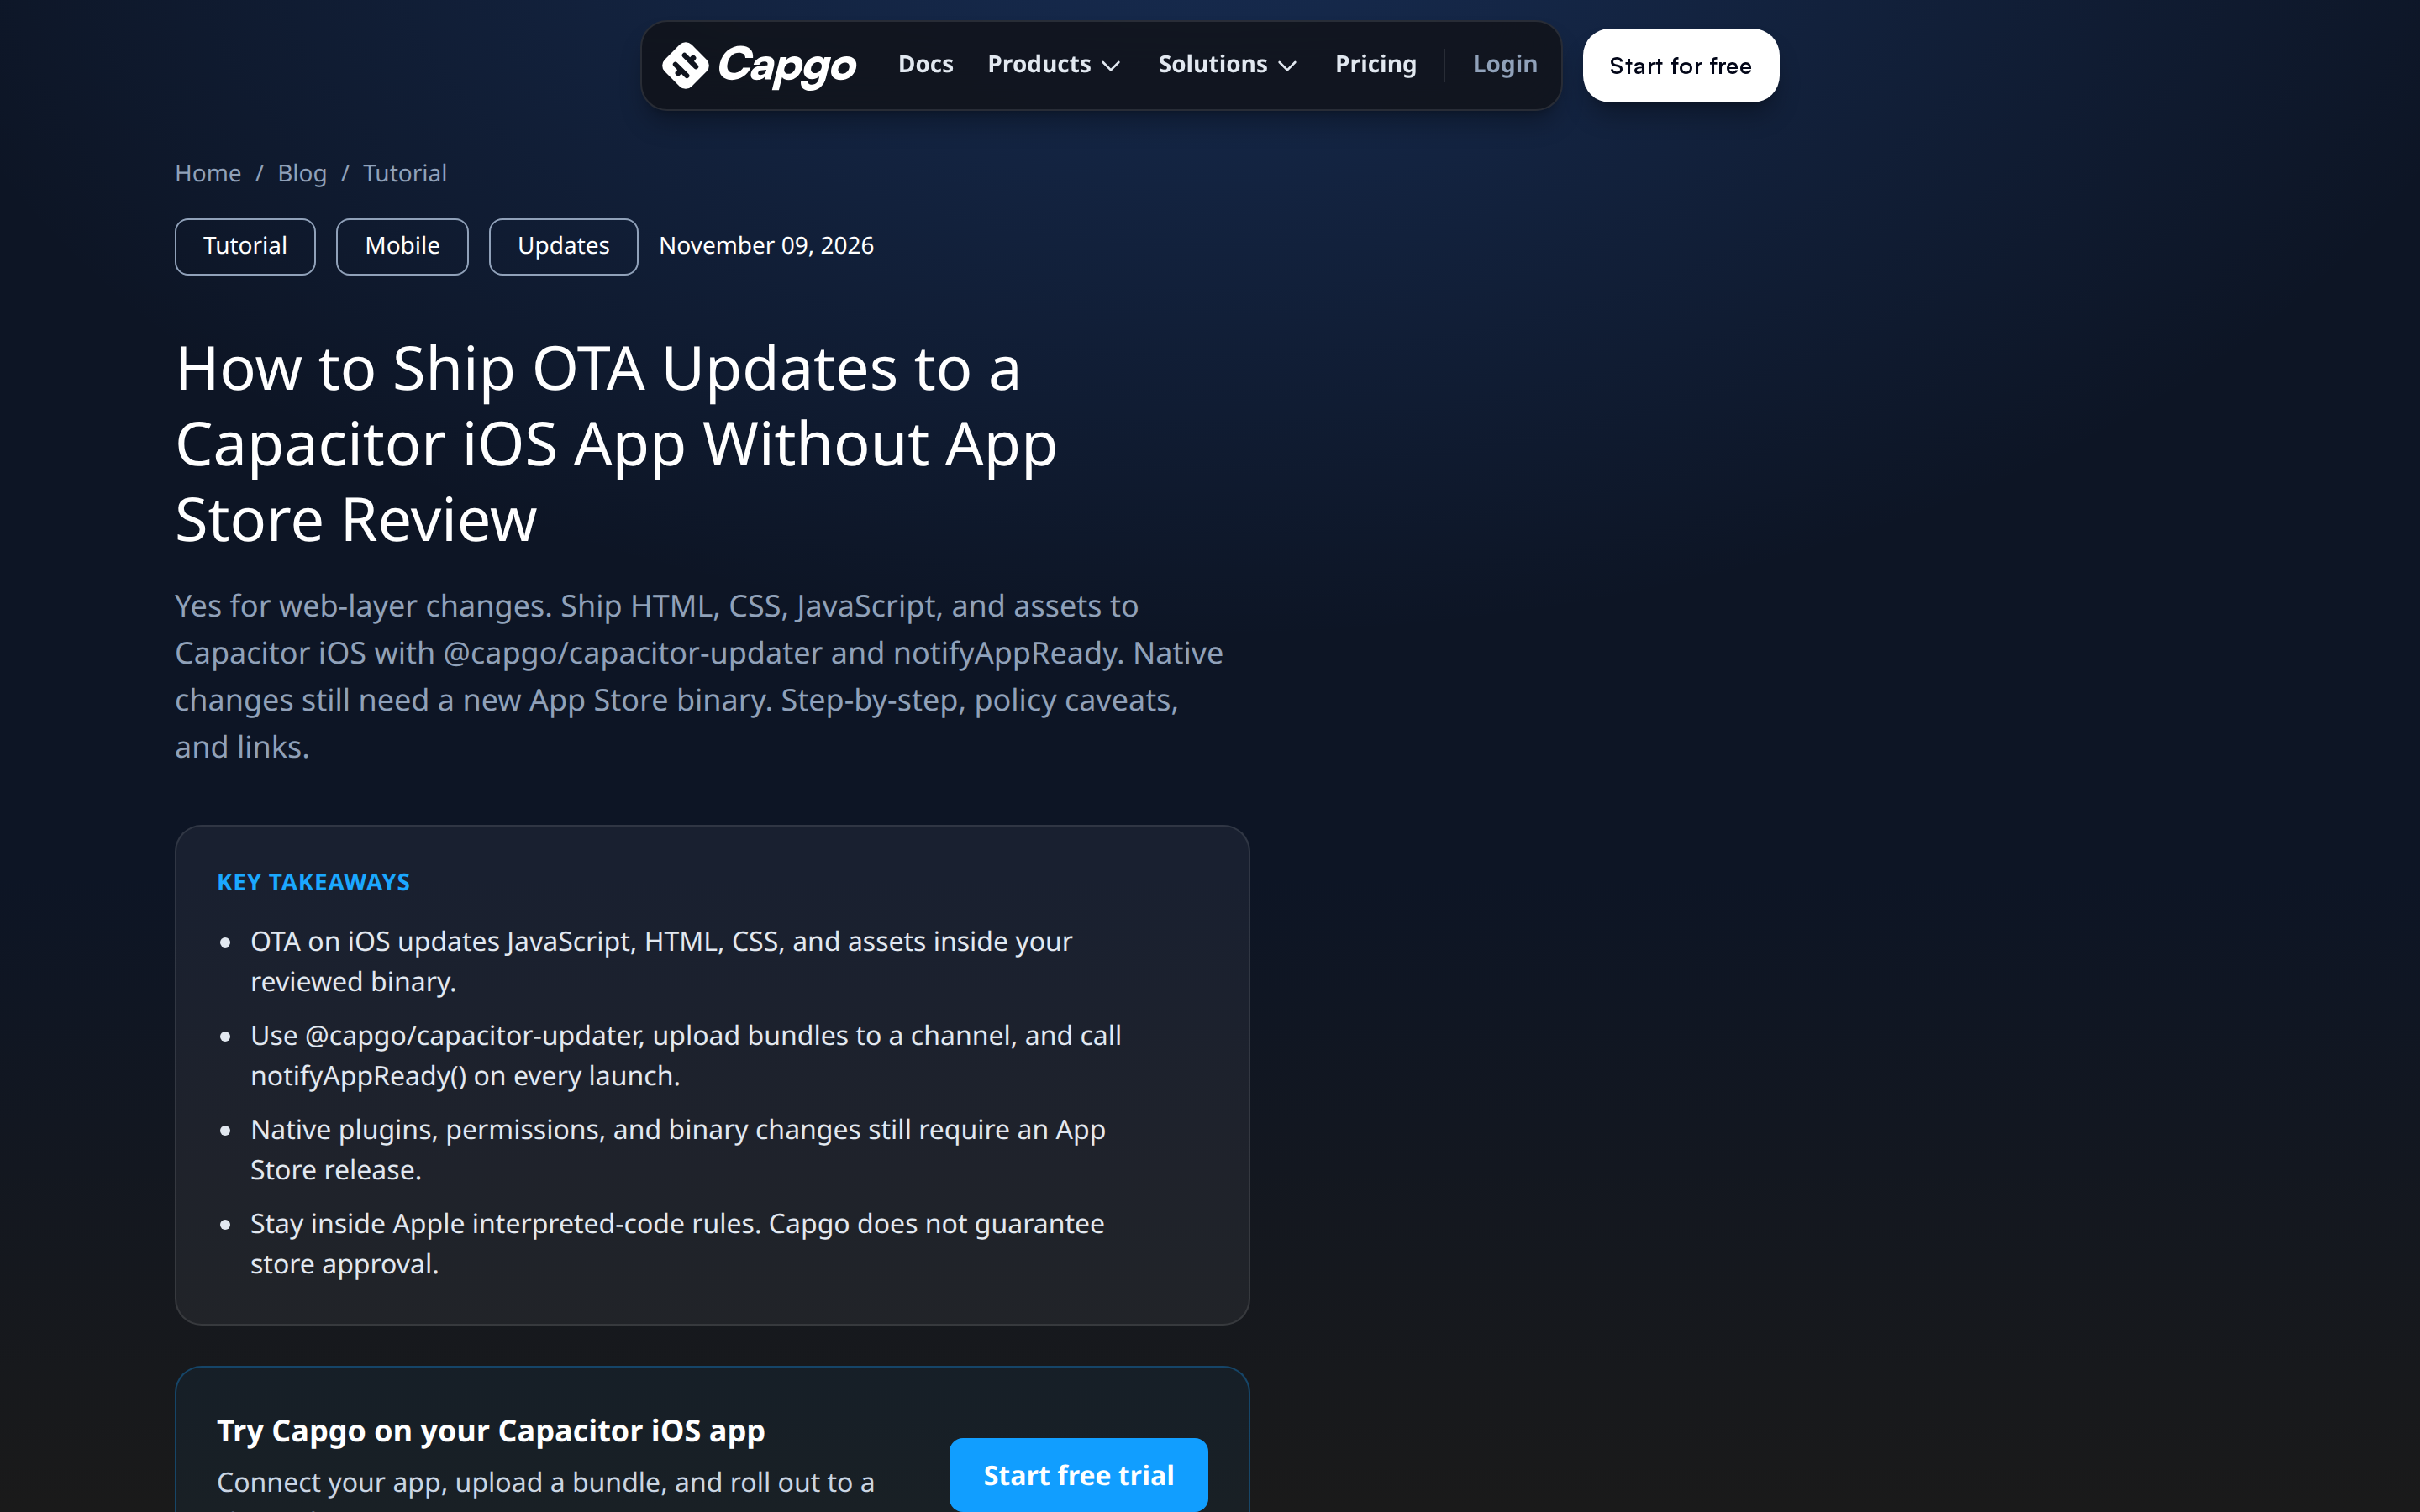 Capgo
Docs
Products
Solutions
Pricing
Login
Start for free
Home / Blog / Tutorial
Tutorial
Mobile
Updates
November 09, 2026
How to Ship OTA Updates to a
Capacitor iOS App Without App
Store Review
Yes for web-layer changes. Ship HTML, CSS, JavaScript, and assets to
Capacitor iOS with @capgo/capacitor-updater and notifyAppReady. Native
changes still need a new App Store binary. Step-by-step, policy caveats,
and links.
KEY TAKEAWAYS
OTA on iOS updates JavaScript, HTML, CSS, and assets inside your
reviewed binary.
Use @capgo/capacitor-updater, upload bundles to a channel, and call
notifyAppReady() on every launch.
Native plugins, permissions, and binary changes still require an App
Store release.
Stay inside Apple interpreted-code rules. Capgo does not guarantee
store approval.
Try Capgo on your Capacitor iOS app
Connect your app, upload a bundle, and roll out to a
Start free trial